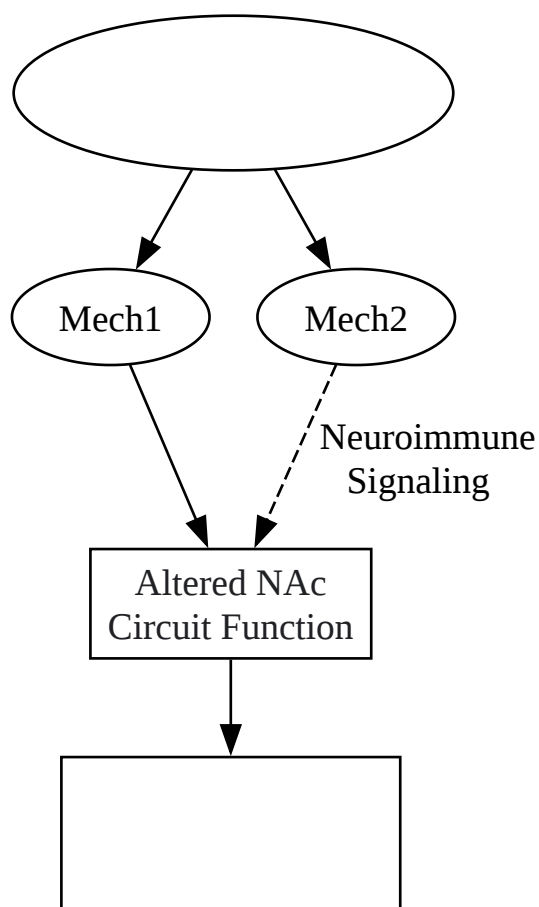 Mech1
Mech2
Neuroimmune
Signaling
Altered NAc
Circuit Function